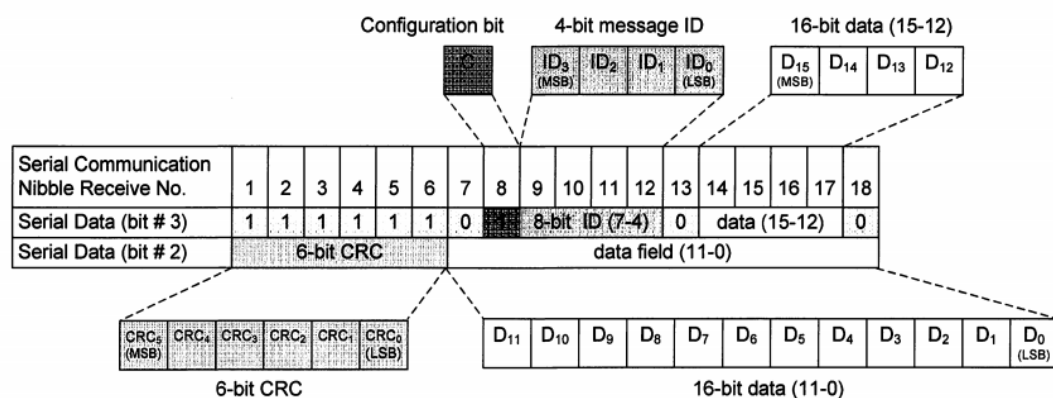 Configuration bit 4-bit message ID 16-bit data (15-12)
C ID3 (MSB) ID2 ID1 ID0 (LSB) D15 (MSB) D14 D13 D12
Serial Communication
Nibble Receive No. 1 2 3 4 5 6 7 8 9 10 11 12 13 14 15 16 17 18
Serial Data (bit # 3) 1 1 1 1 1 1 0 1 8-bit ID (7-4) 0 data (15-12) 0
Serial Data (bit # 2) 6-bit CRC data field (11-0)
CRC5 (MSB) CRC4 CRC3 CRC2 CRC1 CRC0 (LSB) D11 D10 D9 D8 D7 D6 D5 D4 D3 D2 D1 D0 (LSB)
6-bit CRC 16-bit data (11-0)